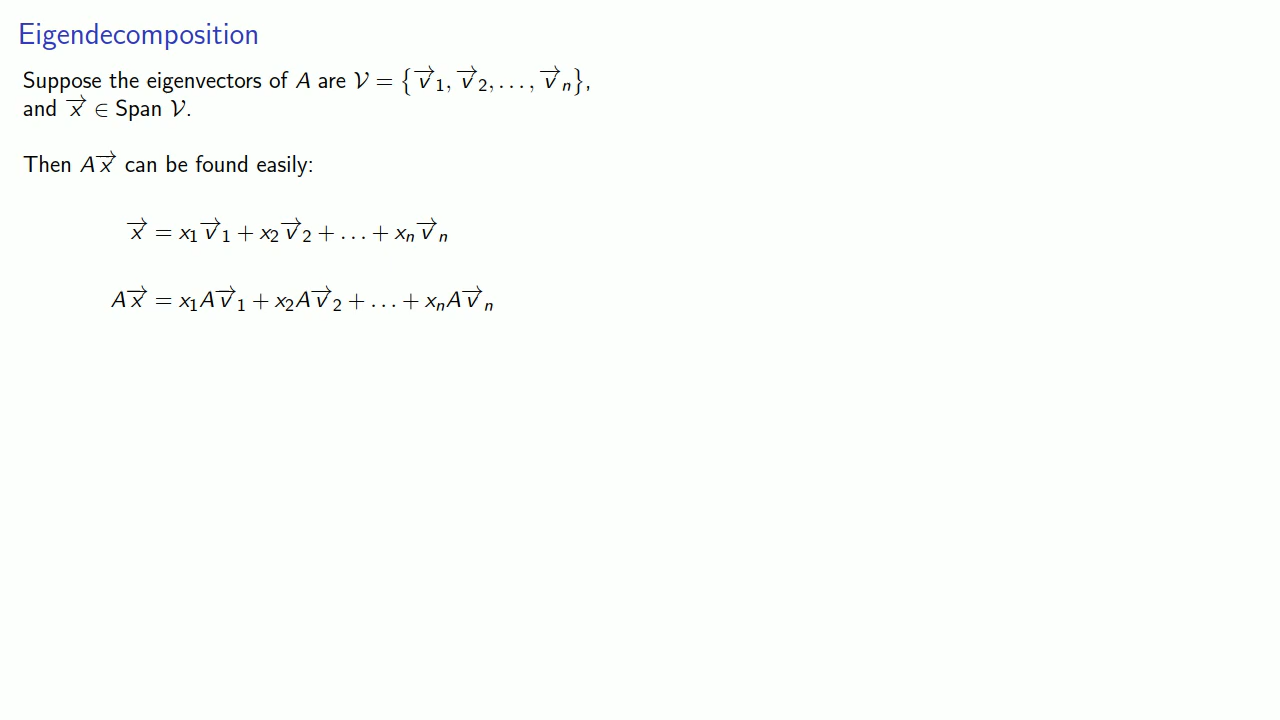 Eigendecomposition
Suppose the eigenvectors of A are 𝒱 = {v⃗₁, v⃗₂, . . . , v⃗ₙ},
and x⃗ ∈ Span 𝒱.
Then Ax⃗ can be found easily:
x⃗ = x₁v⃗₁ + x₂v⃗₂ + . . . + xₙv⃗ₙ
Ax⃗ = x₁Av⃗₁ + x₂Av⃗₂ + . . . + xₙAv⃗ₙ